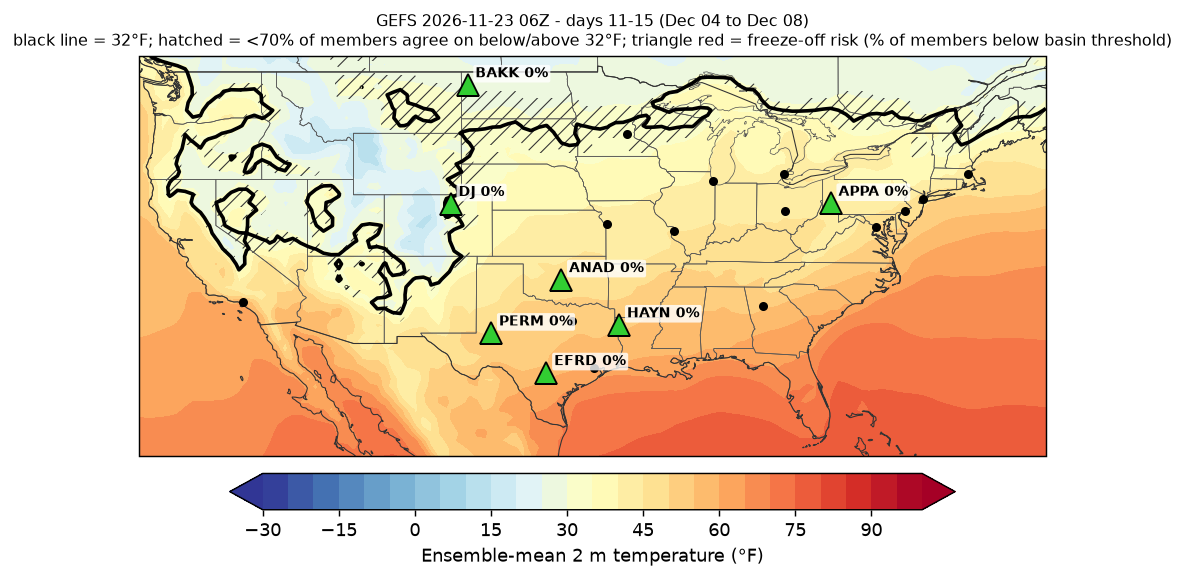 GEFS 2026-11-23 06Z - days 11-15 (Dec 04 to Dec 08)
black line = 32°F; hatched = <70% of members agree on below/above 32°F; triangle red = freeze-off risk (% of members below basin threshold)
BAKK 0%
DJ 0%
APPA 0%
ANAD 0%
HAYN 0%
PERM 0%
EFRD 0%
−30 −15 0 15 30 45 60 75 90
Ensemble-mean 2 m temperature (°F)